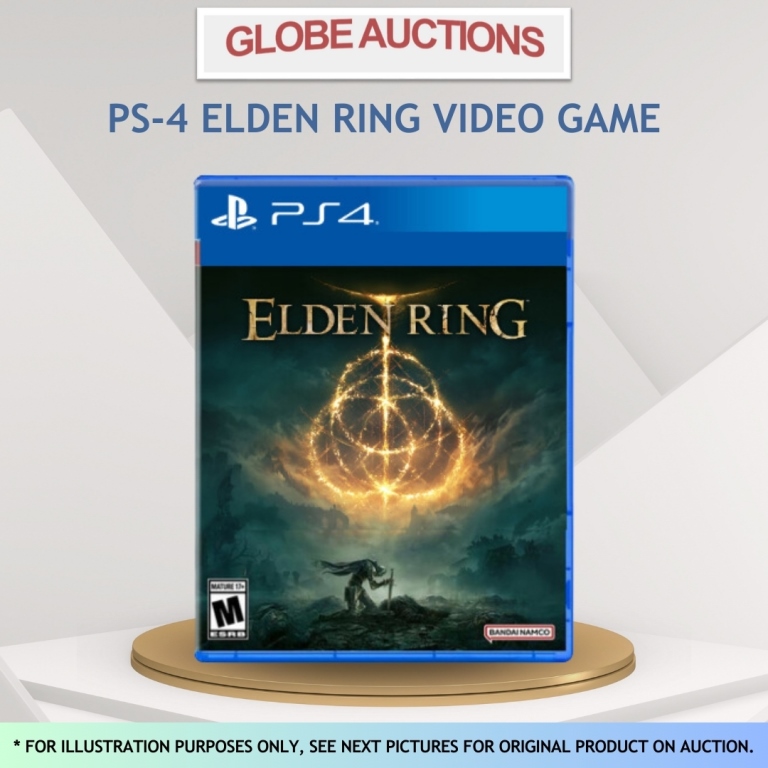 GLOBE AUCTIONS
PS-4 ELDEN RING VIDEO GAME
PS4
ELDEN RING
MATURE 17+
M
ESRB
BANDAI NAMCO
* FOR ILLUSTRATION PURPOSES ONLY, SEE NEXT PICTURES FOR ORIGINAL PRODUCT ON AUCTION.